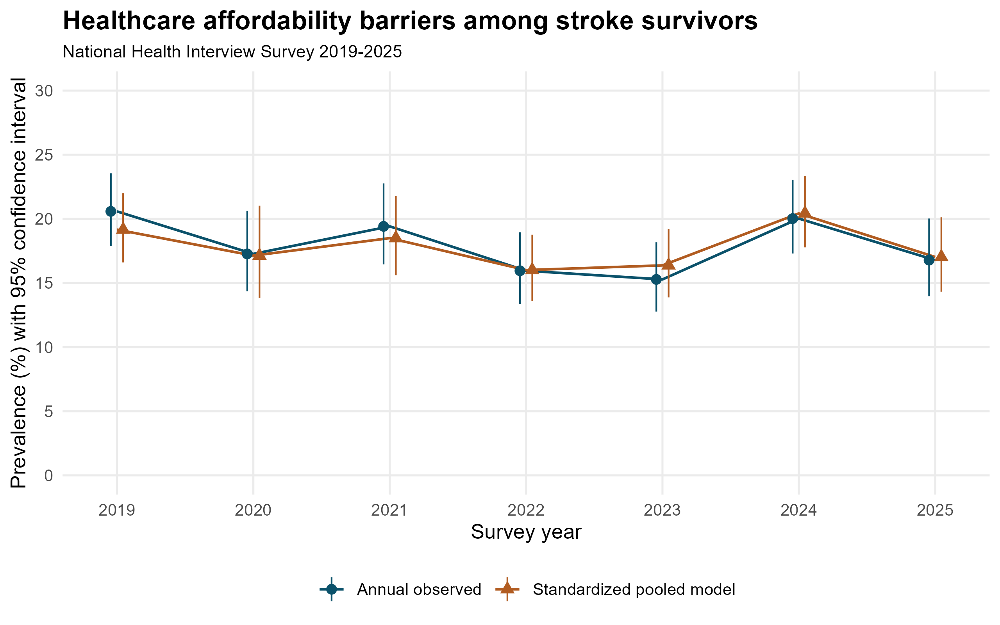 Healthcare affordability barriers among stroke survivors
National Health Interview Survey 2019-2025
Prevalence (%) with 95% confidence interval
30
25
20
15
10
5
0
2019 2020 2021 2022 2023 2024 2025
Survey year
Annual observed Standardized pooled model